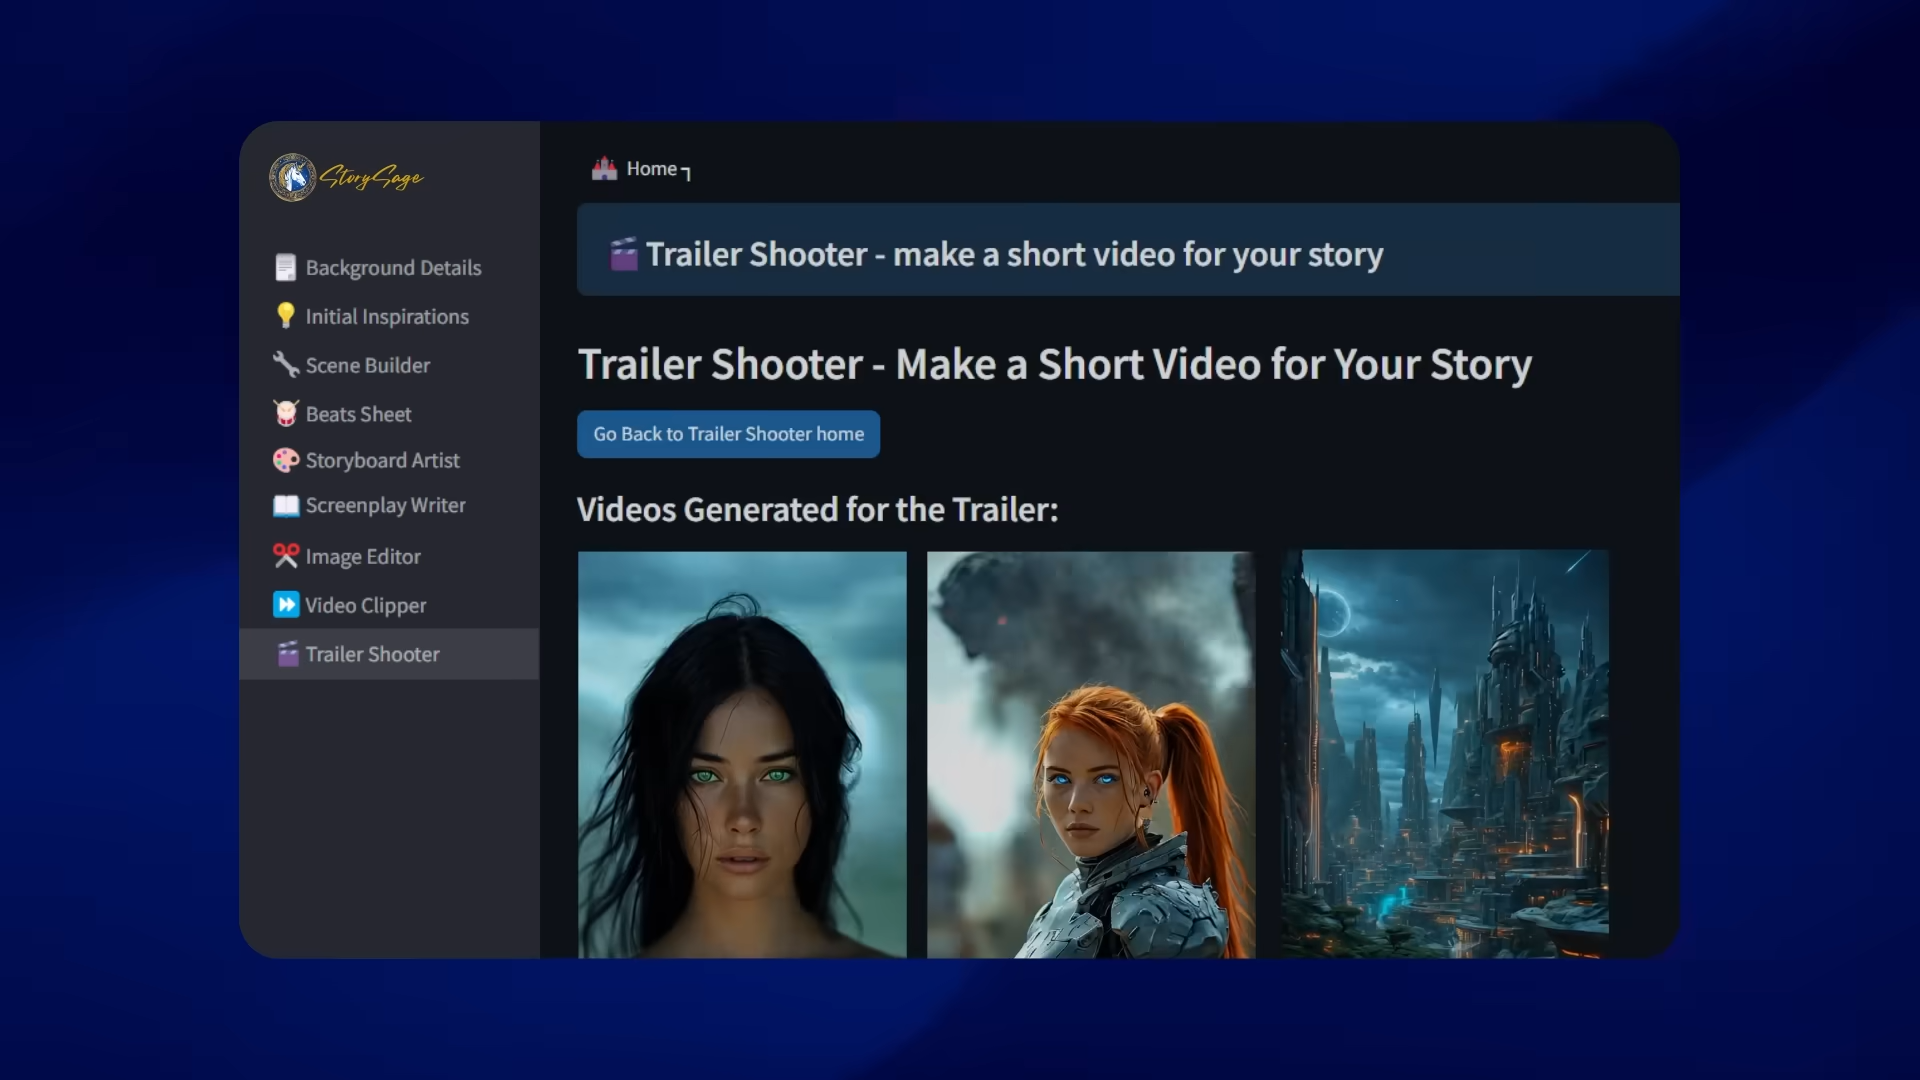 StorySage
Background Details
Initial Inspirations
Scene Builder
Beats Sheet
Storyboard Artist
Screenplay Writer
Image Editor
Video Clipper
Trailer Shooter
Home
Trailer Shooter - make a short video for your story
Trailer Shooter - Make a Short Video for Your Story
Go Back to Trailer Shooter home
Videos Generated for the Trailer: